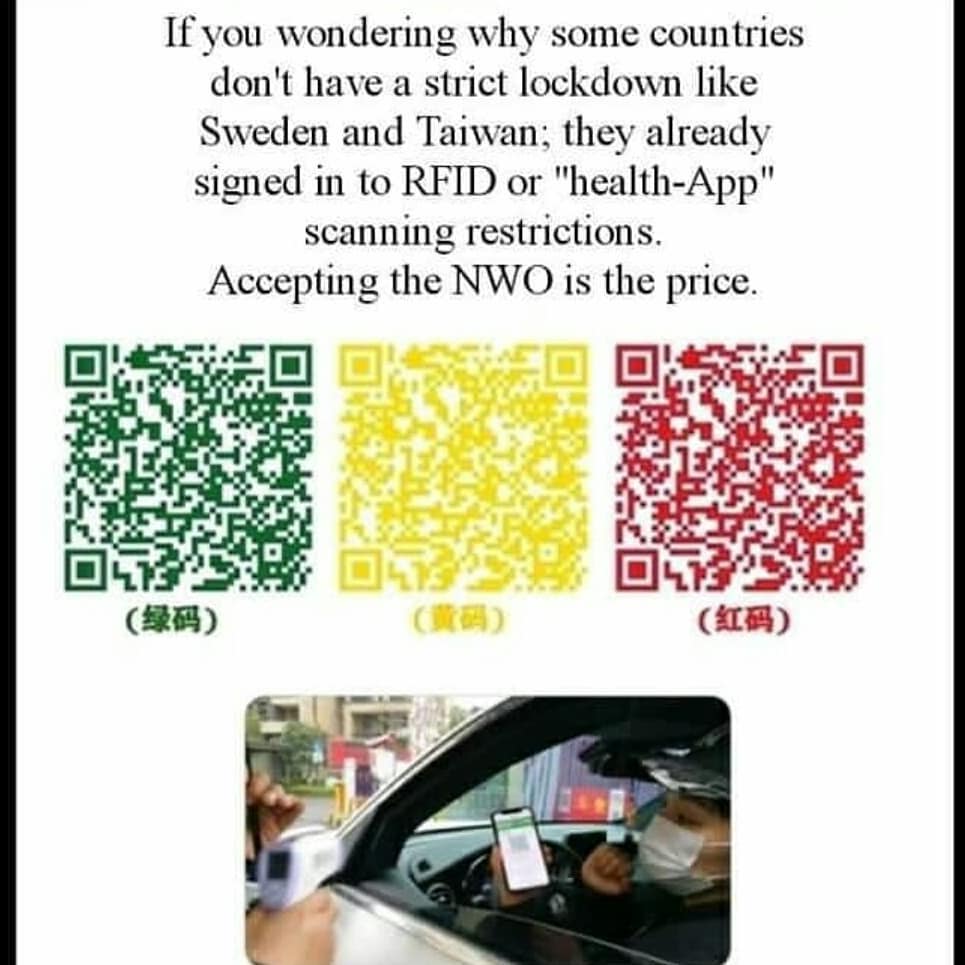 If you wondering why some countries
don't have a strict lockdown like
Sweden and Taiwan; they already
signed in to RFID or "health-App"
scanning restrictions.
Accepting the NWO is the price.
(绿码) (黄码) (红码)